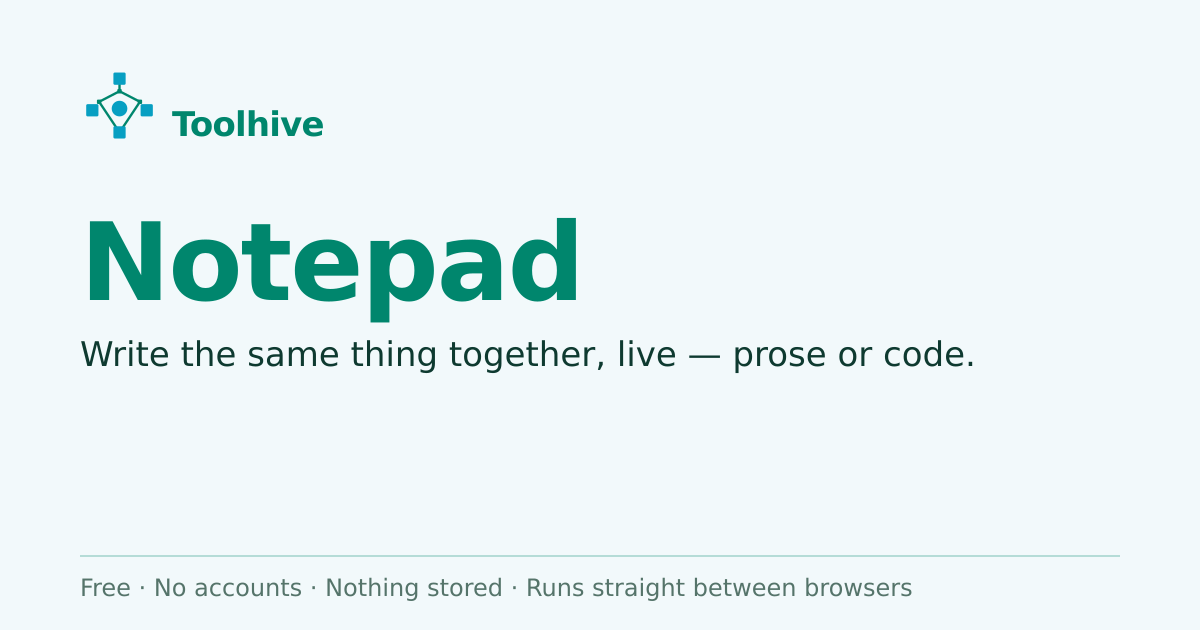 Toolhive
Notepad
Write the same thing together, live — prose or code.
Free · No accounts · Nothing stored · Runs straight between browsers